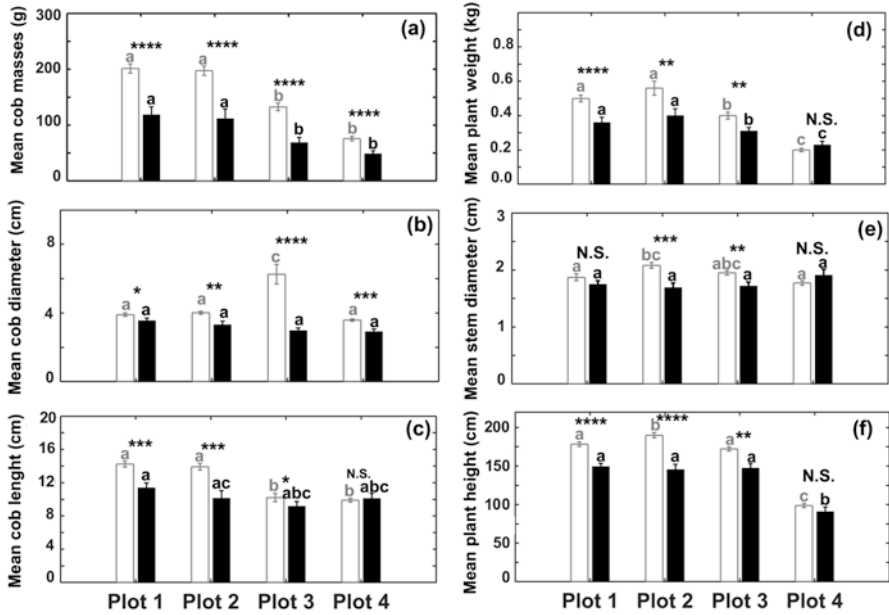 Mean cob masses (g)
300
200
100
0
(a)
a **** a
a **** a
b **** b
b **** b
Mean cob diameter (cm)
8
4
0
(b)
a * a
a ** a
c **** a
a *** a
Mean cob lenght (cm)
20
16
12
8
4
0
(c)
a *** a
a *** ac
b * abc
b N.S. abc
Plot 1 Plot 2 Plot 3 Plot 4
Mean plant weight (kg)
0.8
0.6
0.4
0.2
0.0
(d)
a **** a
a ** a
b ** b
c N.S. c
Mean stem diameter (cm)
3
2
1
0
(e)
a N.S. a
bc *** a
abc ** a
a N.S. a
Mean plant height (cm)
200
150
100
50
0
(f)
a **** a
b **** a
a ** a
c N.S. b
Plot 1 Plot 2 Plot 3 Plot 4